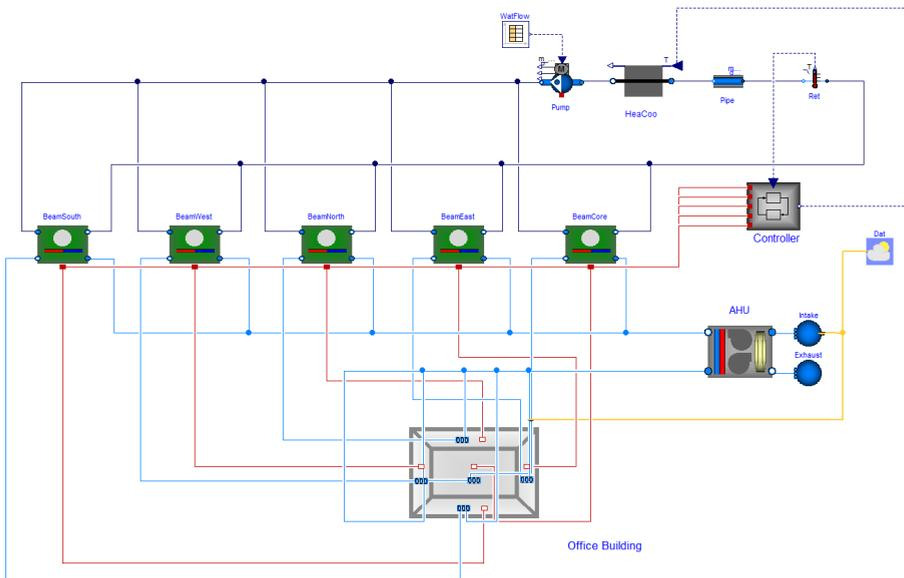 WatFlow
M
T
T
Pump
HeaCoo
Pipe
Ret
BeamSouth
BeamWest
BeamNorth
BeamEast
BeamCore
Controller
Dat
AHU
Intake
Exhaust
Office Building